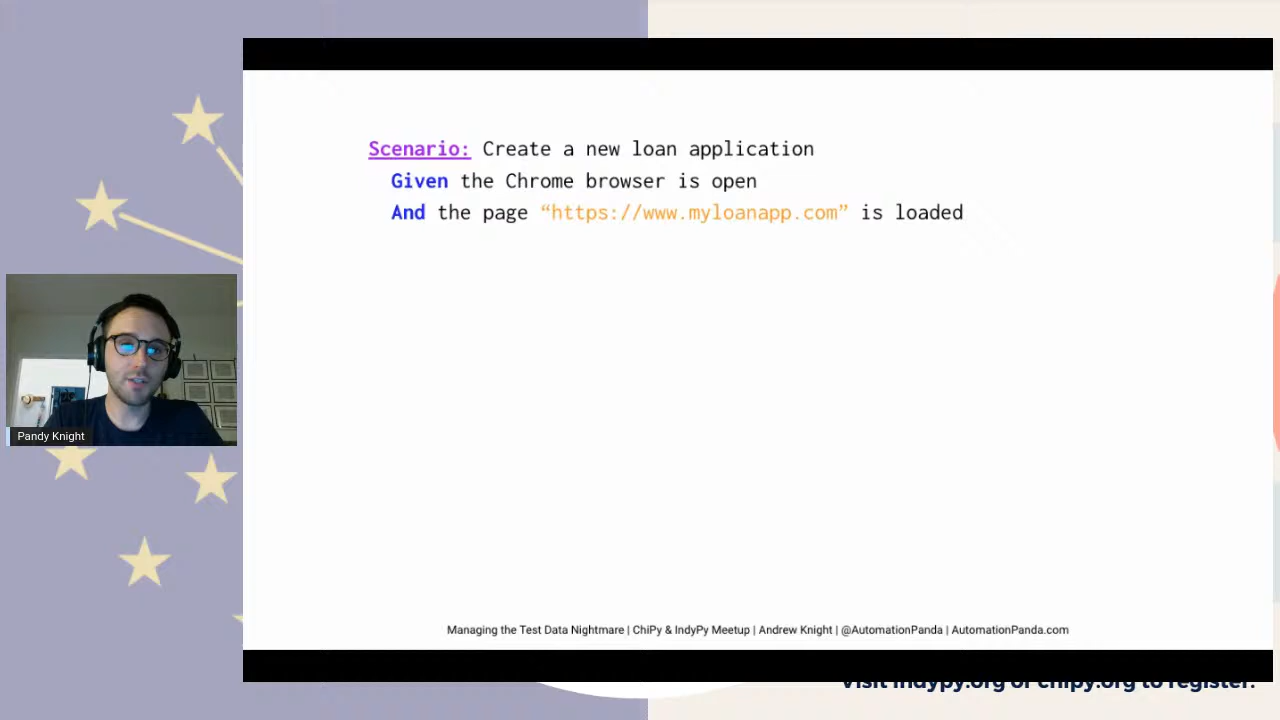 Scenario: Create a new loan application
Given the Chrome browser is open
And the page “https://www.myloanapp.com” is loaded
Pandy Knight
Managing the Test Data Nightmare | ChiPy & IndyPy Meetup | Andrew Knight | @AutomationPanda | AutomationPanda.com
Visit indypy.org or chipy.org to register.